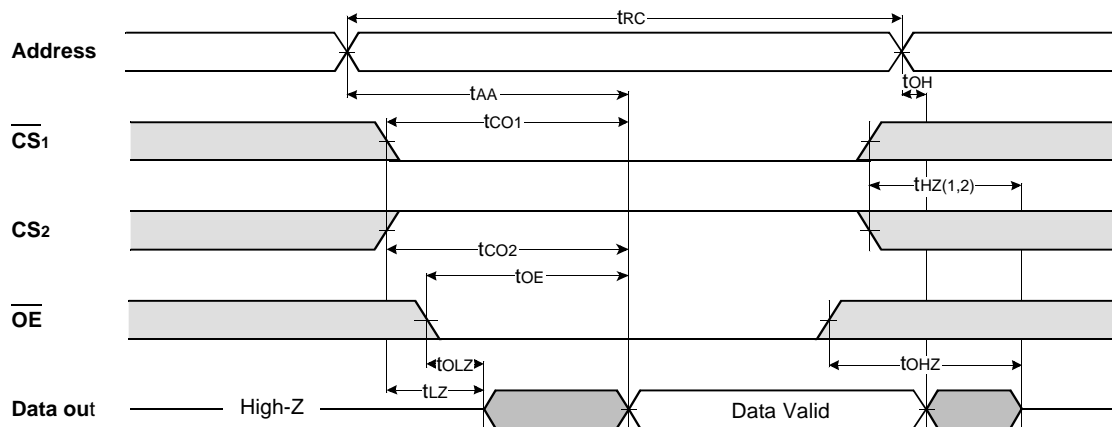 tRC
Address
tOH
tAA
tCO1
CS1
tHZ(1,2)
CS2
tCO2
tOE
OE
tOLZ
tOHZ
tLZ
Data out
High-Z
Data Valid